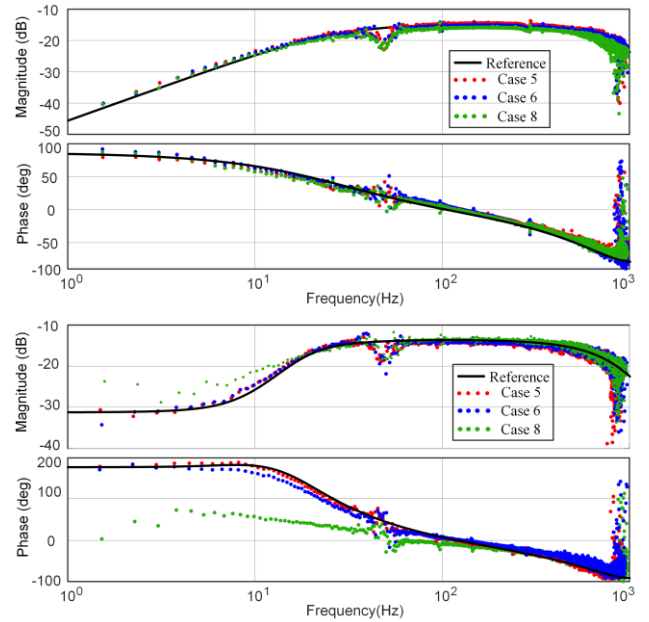 -10
-20
-30
-40
-50
Magnitude (dB)
Reference
Case 5
Case 6
Case 8
100
50
0
-50
-100
Phase (deg)
10^0
10^1
10^2
10^3
Frequency(Hz)
-10
-20
-30
-40
Magnitude (dB)
Reference
Case 5
Case 6
Case 8
200
100
0
-100
Phase (deg)
10^0
10^1
10^2
10^3
Frequency(Hz)